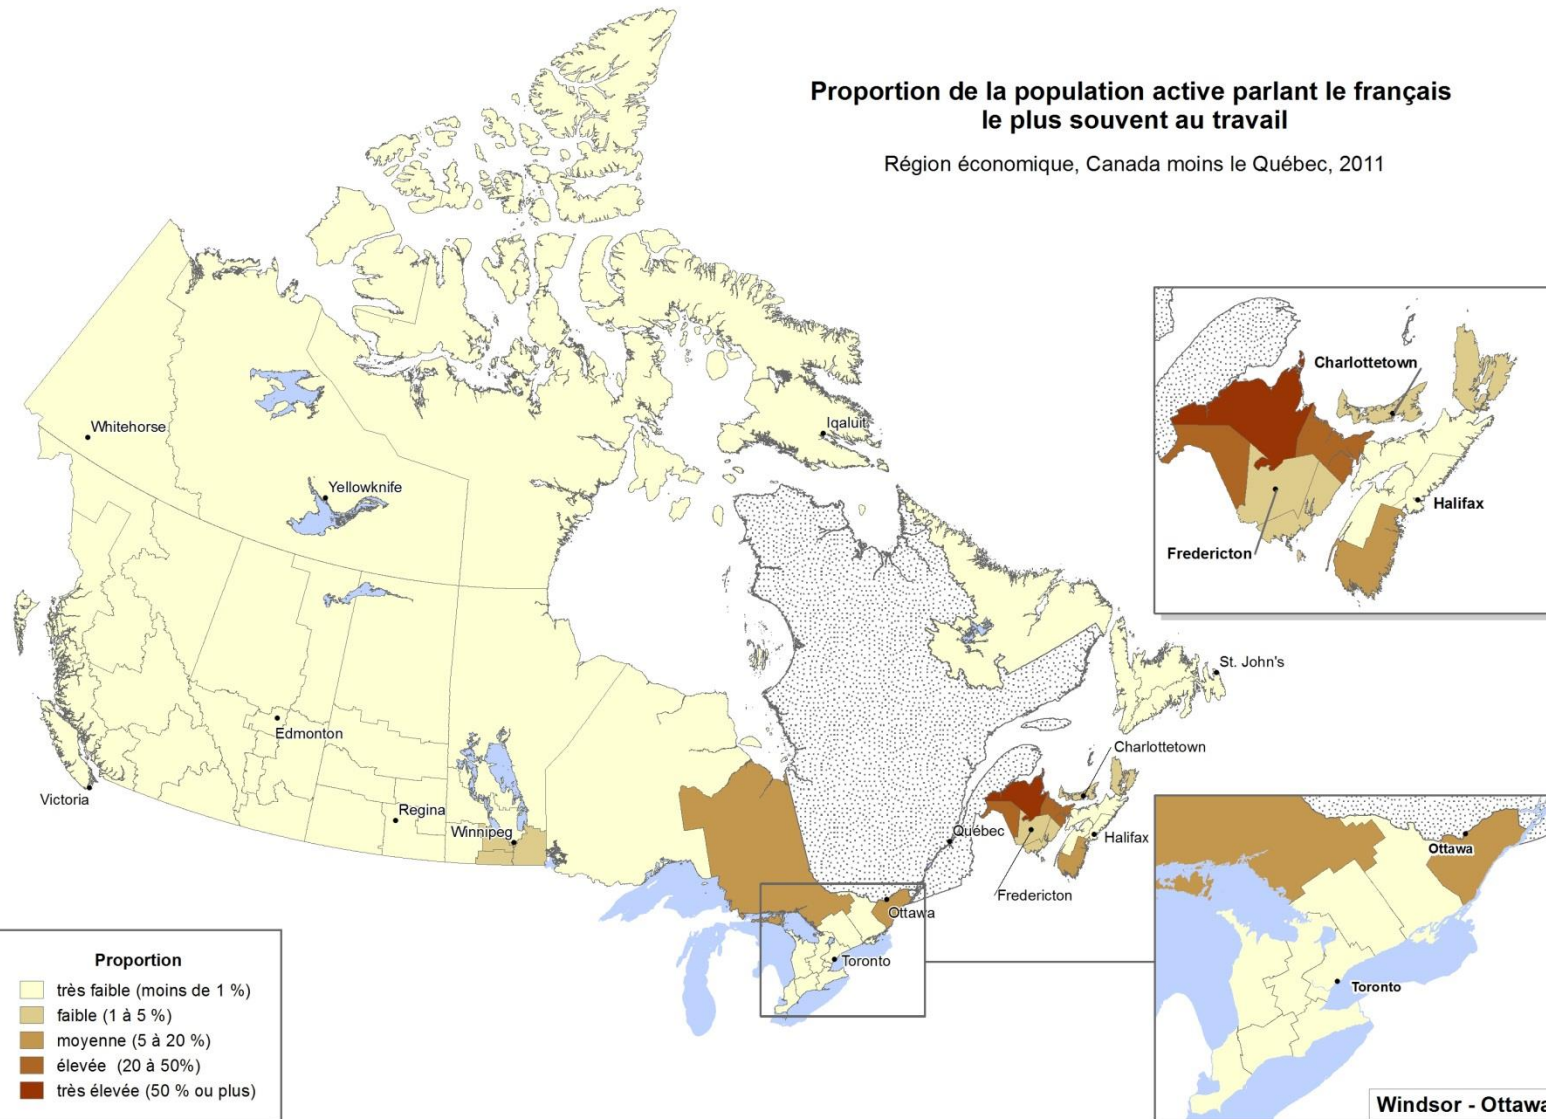 Proportion de la population active parlant le français
le plus souvent au travail
Région économique, Canada moins le Québec, 2011
Whitehorse
Yellowknife
Iqaluit
Edmonton
Victoria
Regina
Winnipeg
St. John's
Charlottetown
Québec
Halifax
Fredericton
Ottawa
Toronto
Charlottetown
Halifax
Fredericton
Ottawa
Toronto
Windsor - Ottawa
Proportion
très faible (moins de 1 %)
faible (1 à 5 %)
moyenne (5 à 20 %)
élevée (20 à 50%)
très élevée (50 % ou plus)